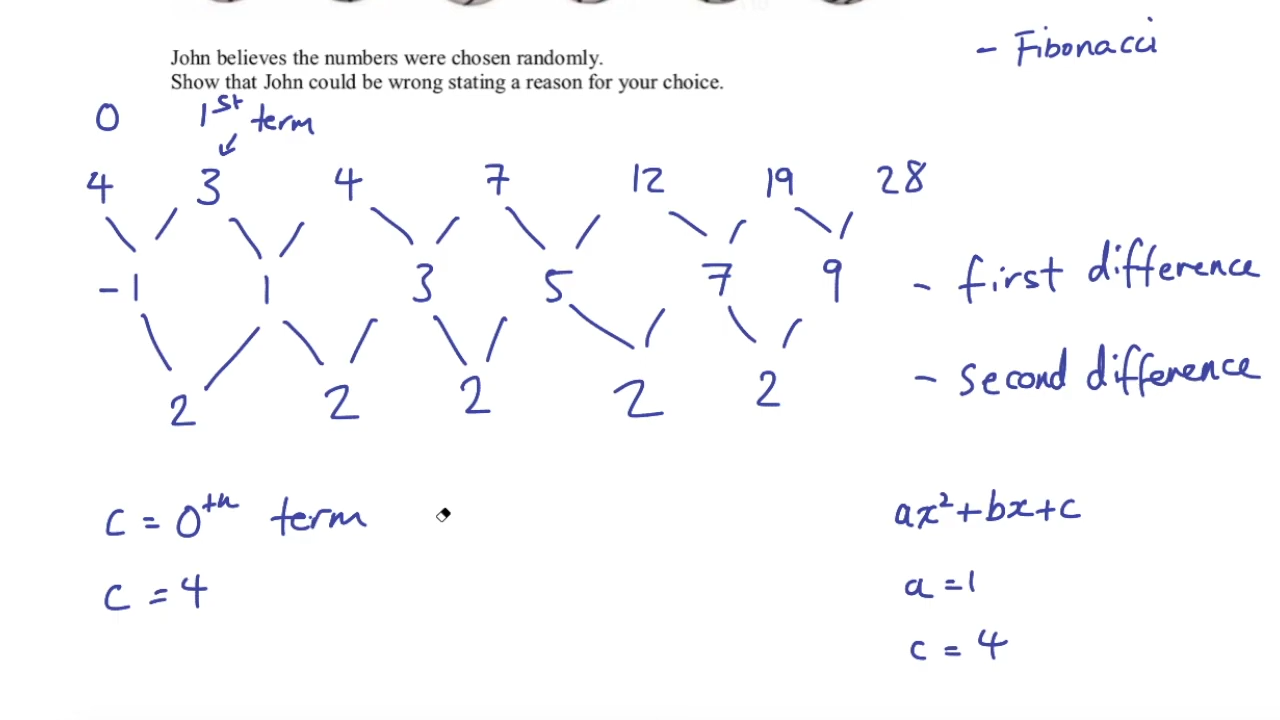 - Fibonacci
John believes the numbers were chosen randomly.
Show that John could be wrong stating a reason for your choice.
0 1st term
4 3 4 7 12 19 28
-1 1 3 5 7 9 - first difference
2 2 2 2 2 - second difference
c = 0th term
ax²+bx+c
c = 4
a = 1
c = 4